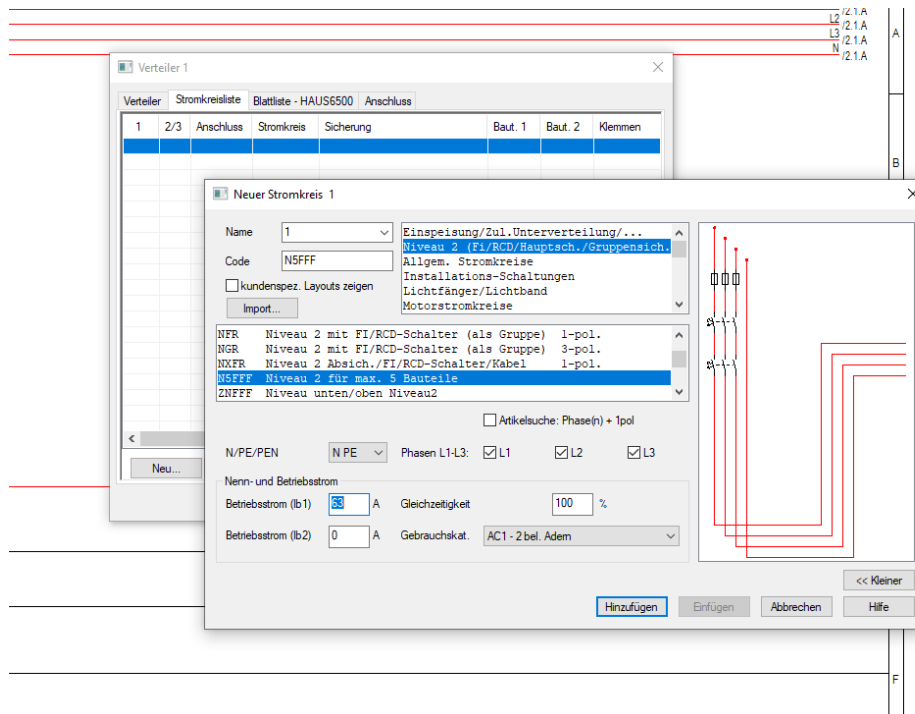 /2.1.A
L2 /2.1.A
L3 /2.1.A
N /2.1.A
A
B
F
Verteiler 1
Verteiler Stromkreisliste Blattliste - HAUS6500 Anschluss
1 2/3 Anschluss Stromkreis Sicherung Baut. 1 Baut. 2 Klemmen
Neu...
Neuer Stromkreis 1
Name 1
Code N5FFF
kundenspez. Layouts zeigen
Import...
Einspeisung/Zul.Unterverteilung/...
Niveau 2 (Fi/RCD/Hauptsch./Gruppensich.
Allgem. Stromkreise
Installations-Schaltungen
Lichtfänger/Lichtband
Motorstromkreise
NFR Niveau 2 mit FI/RCD-Schalter (als Gruppe) 1-pol.
NGR Niveau 2 mit FI/RCD-Schalter (als Gruppe) 3-pol.
NXFR Niveau 2 Absich./FI/RCD-Schalter/Kabel 1-pol.
N5FFF Niveau 2 für max. 5 Bauteile
ZNFFF Niveau unten/oben Niveau2
Artikelsuche: Phase(n) + 1pol
N/PE/PEN N PE Phasen L1-L3: L1 L2 L3
Nenn- und Betriebsstrom
Betriebsstrom (Ib1) 63 A Gleichzeitigkeit 100 %
Betriebsstrom (Ib2) 0 A Gebrauchskat. AC1 - 2 bel. Adern
<< Kleiner
Hinzufügen Einfügen Abbrechen Hilfe